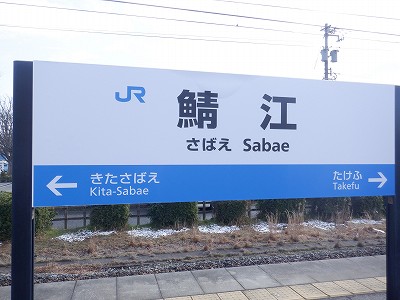 JR
鯖江
さばえ Sabae
← きたさばえ
Kita-Sabae
たけふ →
Takefu